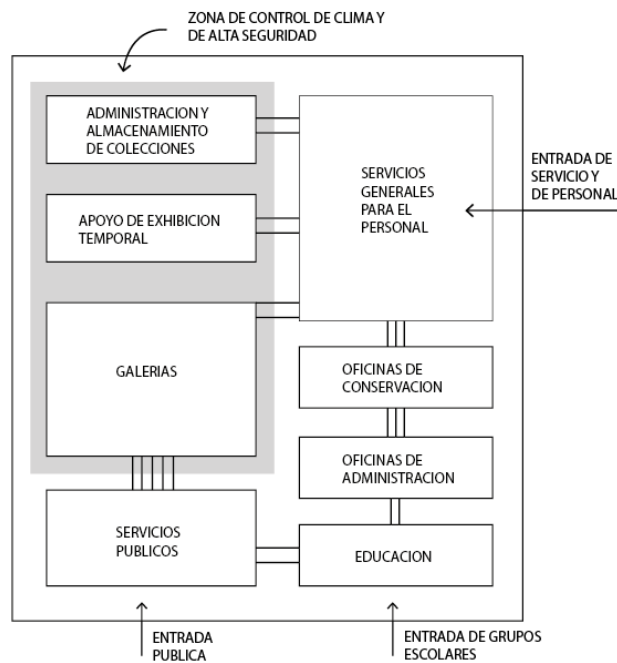 ZONA DE CONTROL DE CLIMA Y
DE ALTA SEGURIDAD
ADMINISTRACION Y
ALMACENAMIENTO
DE COLECCIONES
SERVICIOS
GENERALES
PARA EL
PERSONAL
ENTRADA DE
SERVICIO Y
DE PERSONAL
APOYO DE EXHIBICION
TEMPORAL
GALERIAS
OFICINAS DE
CONSERVACION
OFICINAS DE
ADMINISTRACION
SERVICIOS
PUBLICOS
EDUCACION
ENTRADA
PUBLICA
ENTRADA DE GRUPOS
ESCOLARES